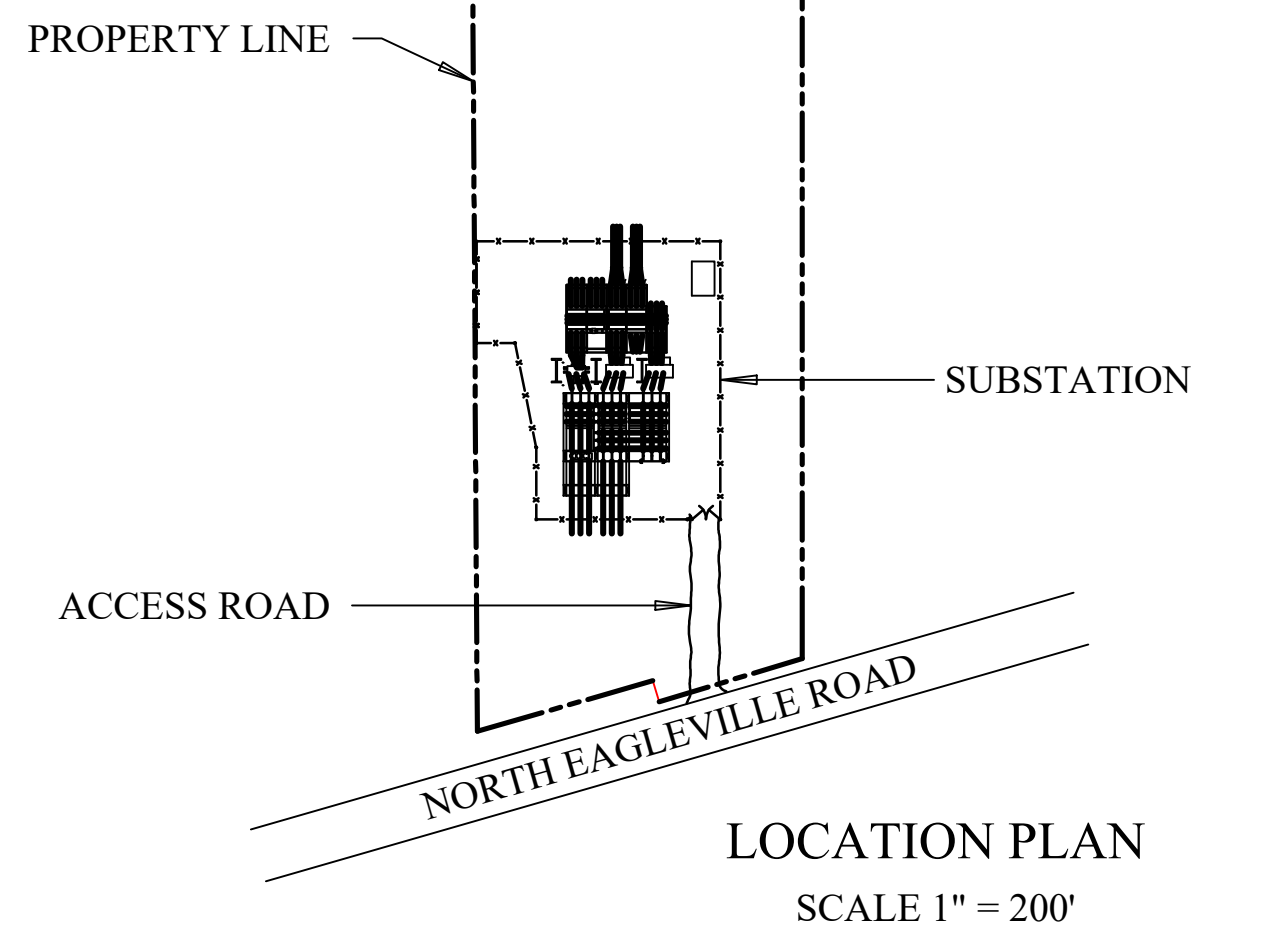 PROPERTY LINE
SUBSTATION
ACCESS ROAD
NORTH EAGLEVILLE ROAD
LOCATION PLAN
SCALE 1" = 200'